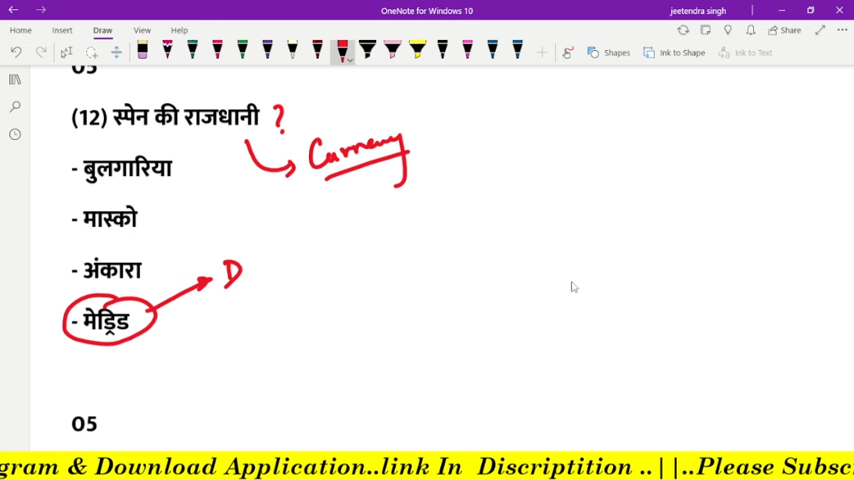 OneNote for Windows 10
jeetendra singh
Home Insert Draw View Help
Share
Shapes Ink to Shape Ink to Text
05
(12) स्पेन की राजधानी ?
Currency
- बुलगारिया
- मास्को
- अंकारा
D
- मेड्रिड
05
gram & Download Application..link In Discriptition ..||..Please Subsc